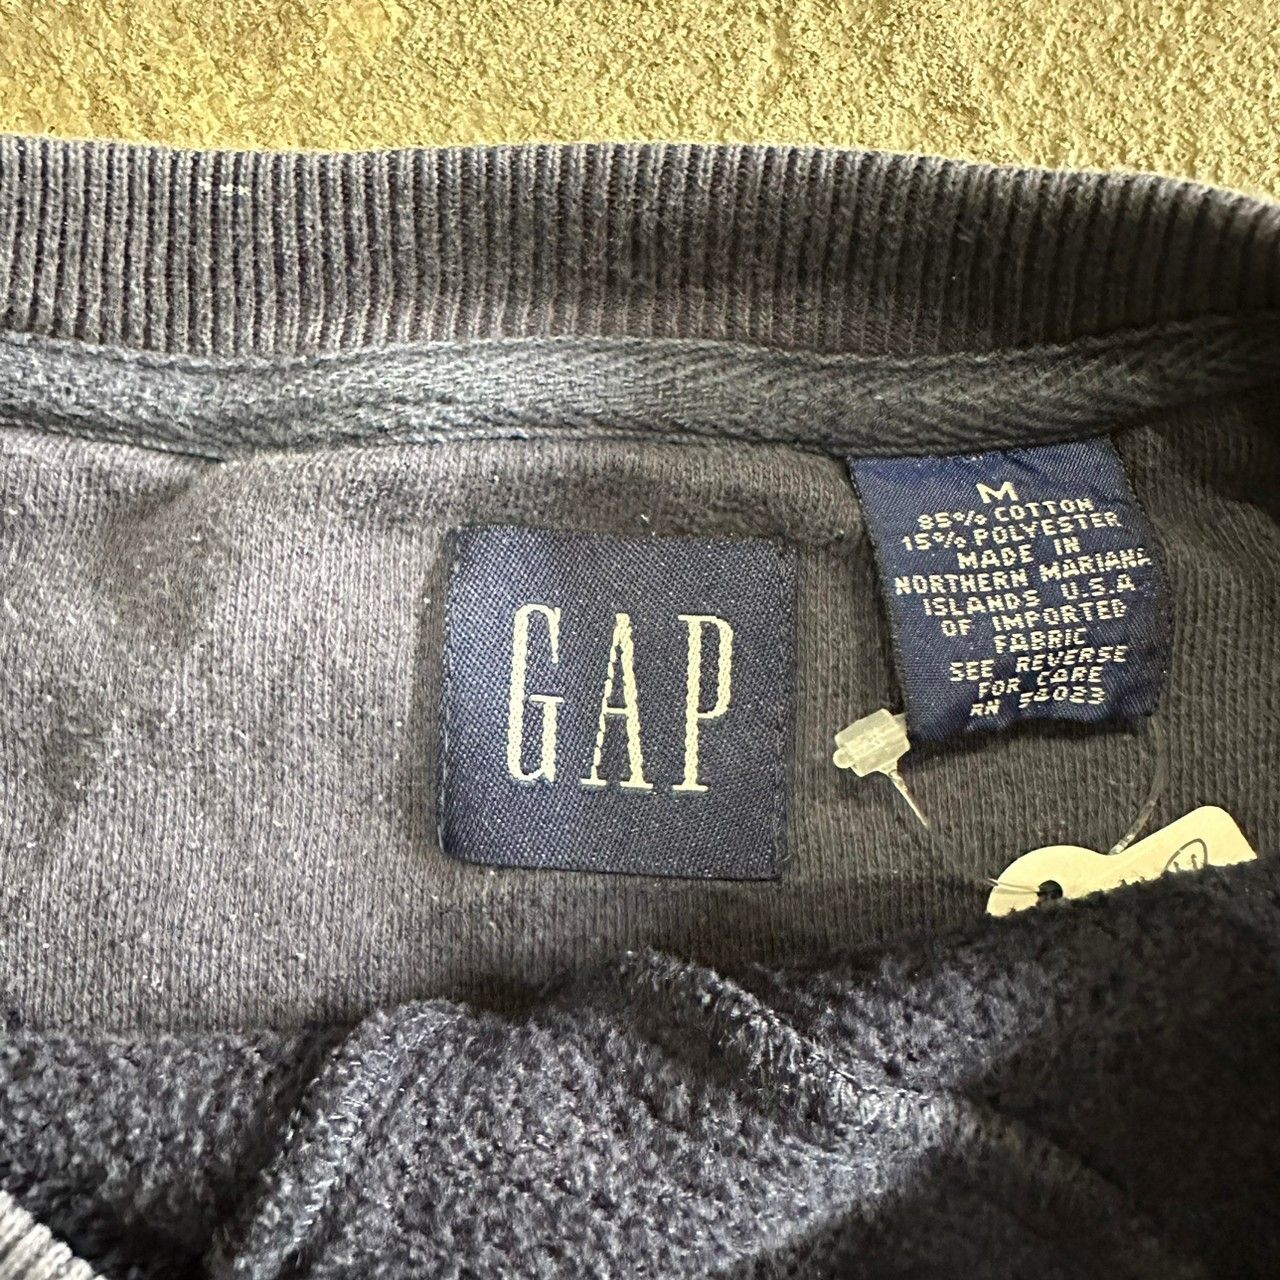 GAP
M
85% COTTON
15% POLYESTER
MADE IN
NORTHERN MARIANA
ISLANDS U.S.A
OF IMPORTED
FABRIC
SEE REVERSE
FOR CARE
RN 54023